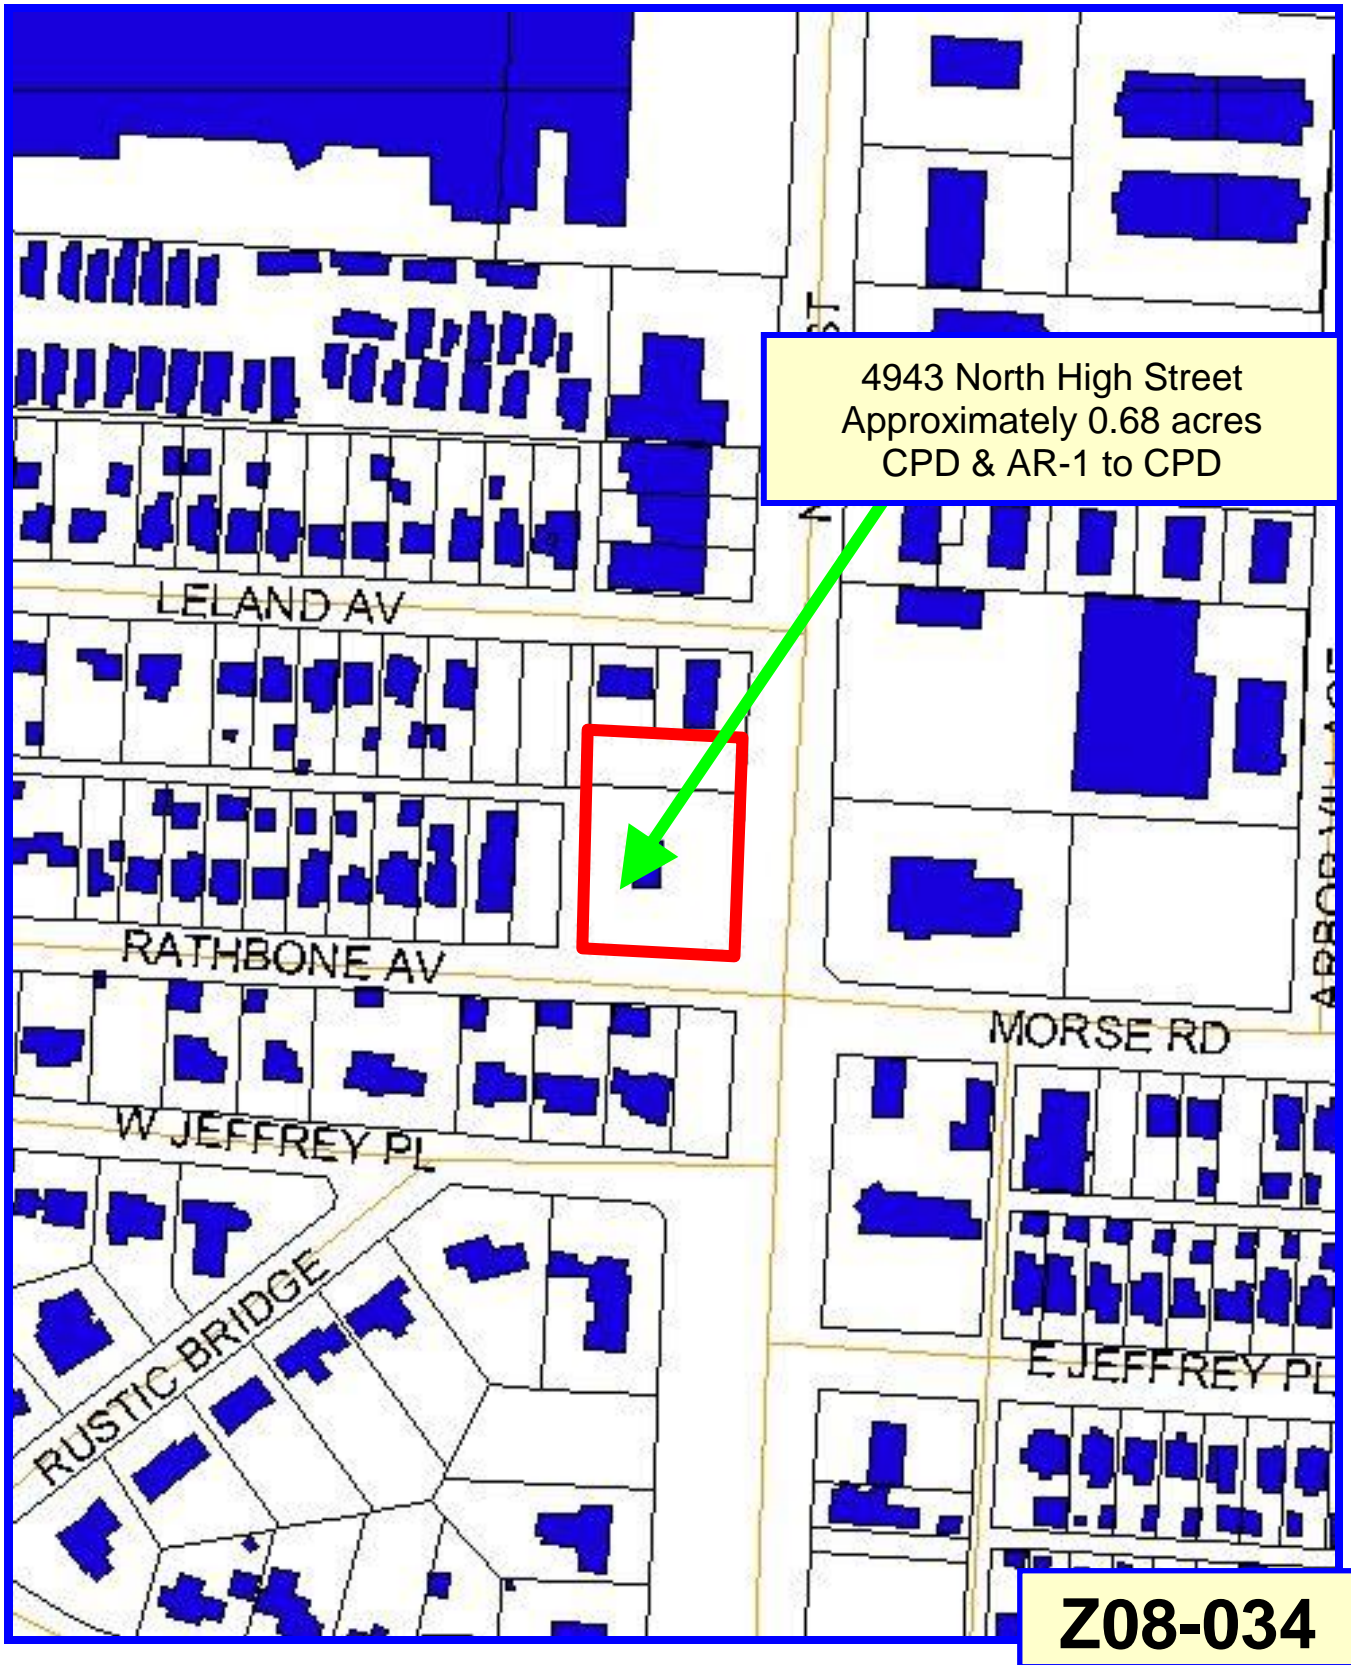 4943 North High Street
Approximately 0.68 acres
CPD & AR-1 to CPD
LELAND AV
RATHBONE AV
MORSE RD
W JEFFREY PL
RUSTIC BRIDGE
E JEFFREY PL
Z08-034